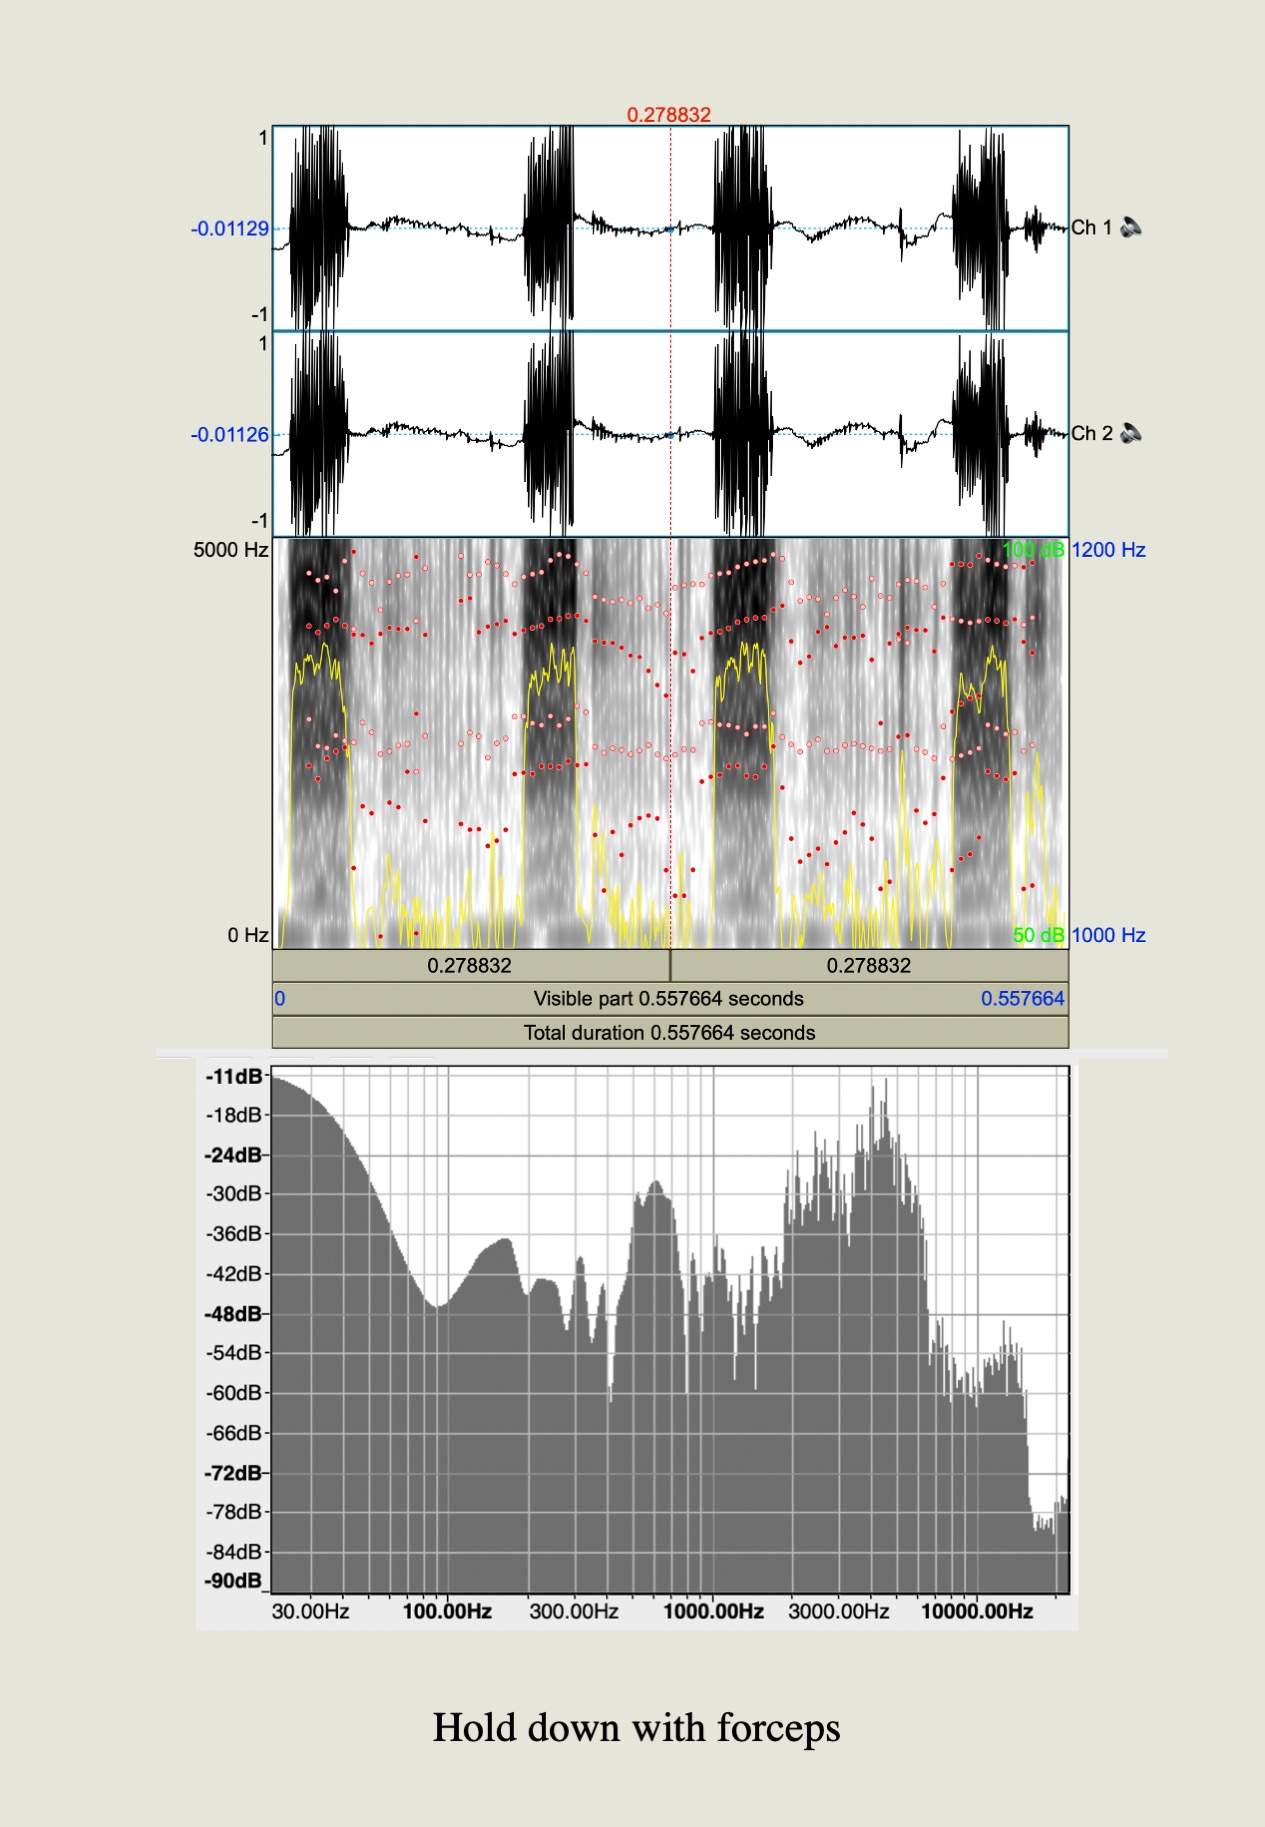 0.278832
1
-0.01129
Ch 1
-1
1
-0.01126
Ch 2
-1
5000 Hz
100 dB
1200 Hz
0 Hz
50 dB
1000 Hz
0.278832
0.278832
0
Visible part 0.557664 seconds
0.557664
Total duration 0.557664 seconds
-11dB
-18dB
-24dB
-30dB
-36dB
-42dB
-48dB
-54dB
-60dB
-66dB
-72dB
-78dB
-84dB
-90dB
30.00Hz 100.00Hz 300.00Hz 1000.00Hz 3000.00Hz 10000.00Hz
Hold down with forceps